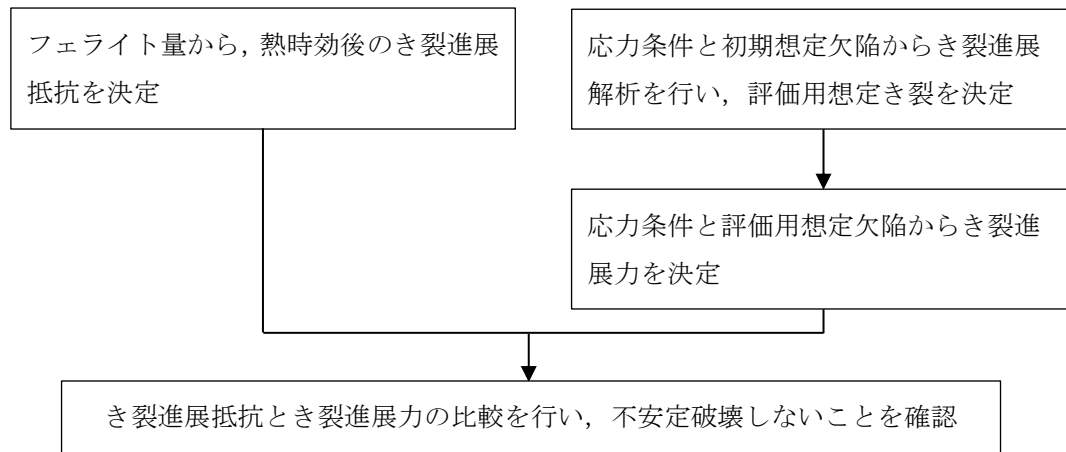 フェライト量から，熱時効後のき裂進展
抵抗を決定
応力条件と初期想定欠陥からき裂進展
解析を行い，評価用想定き裂を決定
応力条件と評価用想定欠陥からき裂進
展力を決定
き裂進展抵抗とき裂進展力の比較を行い，不安定破壊しないことを確認